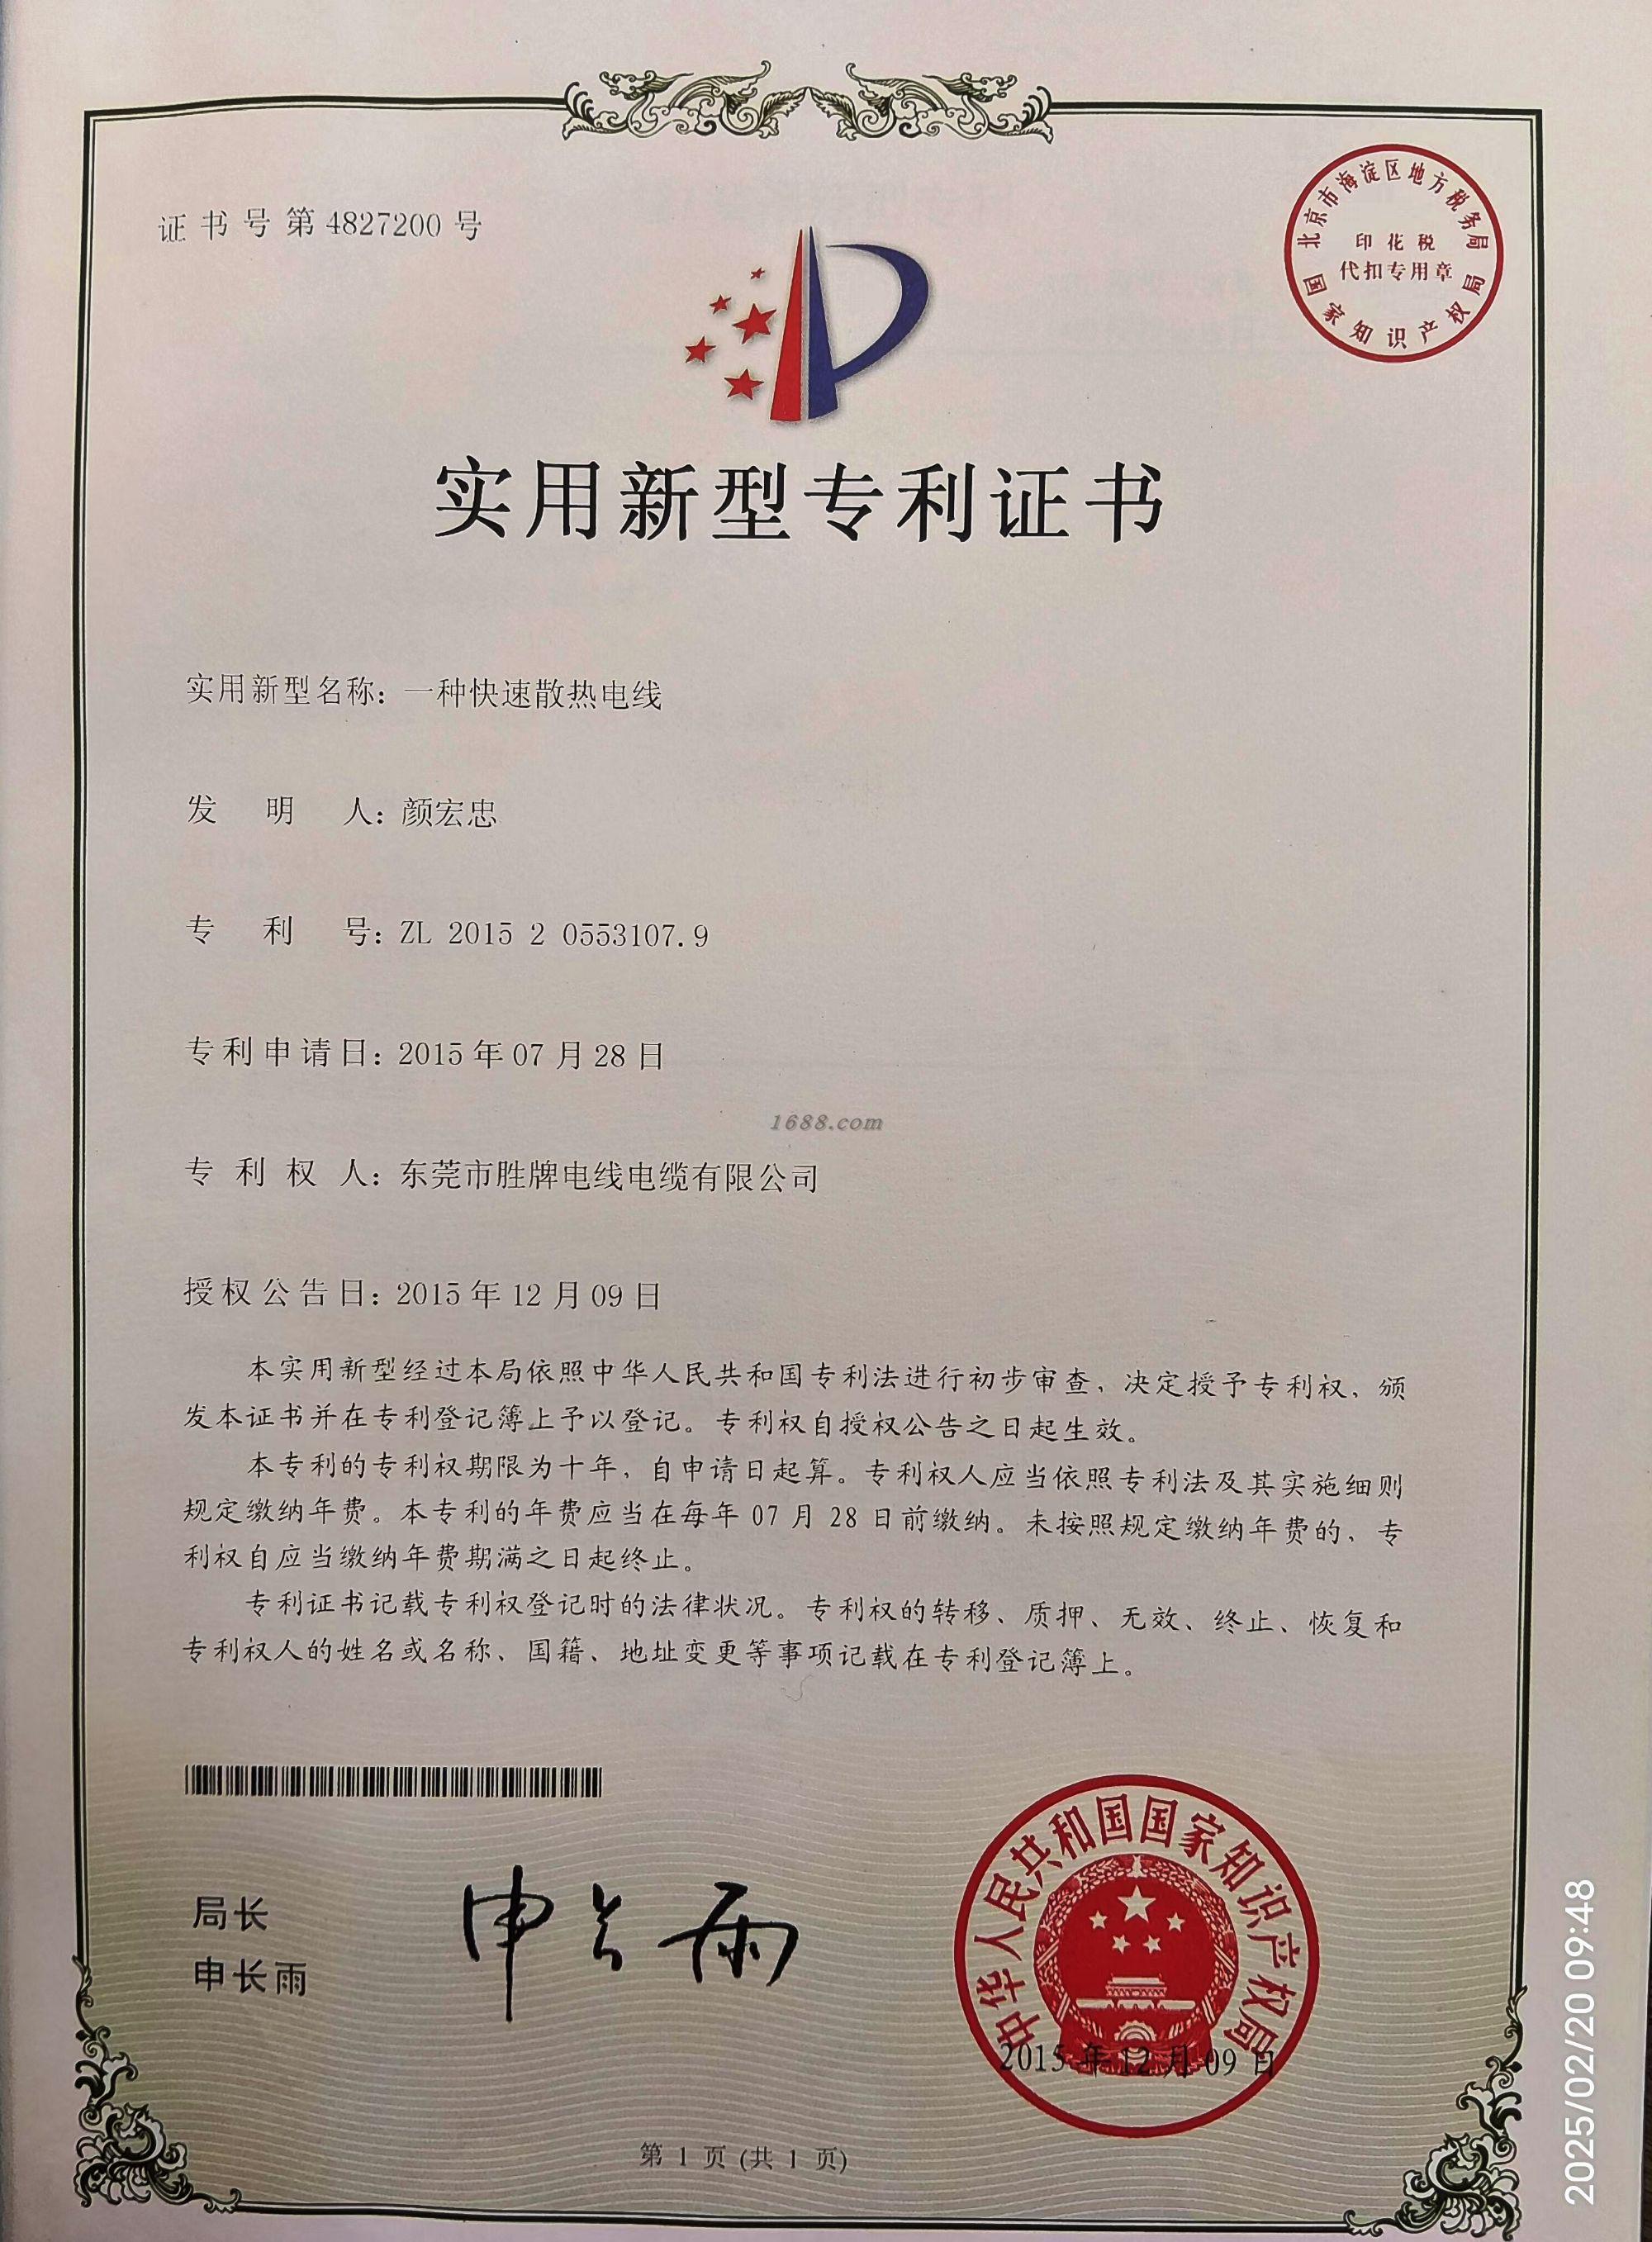 证书号第4827200号
北京市海淀区地方税务局
印花税
代扣专用章
国家知识产权局
实用新型专利证书
实用新型名称：一种快速散热电线
发明人：颜宏忠
专利号：ZL 2015 2 0553107.9
专利申请日：2015年07月28日
1688.com
专利权人：东莞市胜牌电线电缆有限公司
授权公告日：2015年12月09日
本实用新型经过本局依照中华人民共和国专利法进行初步审查，决定授予专利权，颁
发本证书并在专利登记簿上予以登记。专利权自授权公告之日起生效。
本专利的专利权期限为十年，自申请日起算。专利权人应当依照专利法及其实施细则
规定缴纳年费。本专利的年费应当在每年07月28日前缴纳。未按照规定缴纳年费的，专
利权自应当缴纳年费期满之日起终止。
专利证书记载专利权登记时的法律状况。专利权的转移、质押、无效、终止、恢复和
专利权人的姓名或名称、国籍、地址变更等事项记载在专利登记簿上。
局长
申长雨
申长雨
中华人民共和国国家知识产权局
2015年12月09日
第1页(共1页)
2025/02/20 09:48